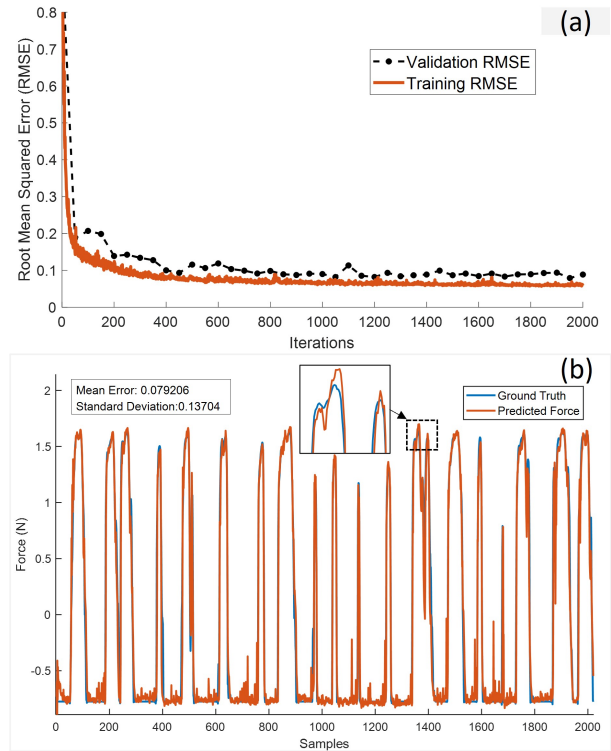 (a)
0.8
0.7
0.6
0.5
0.4
0.3
0.2
0.1
0
Root Mean Squared Error (RMSE)
Validation RMSE
Training RMSE
0 200 400 600 800 1000 1200 1400 1600 1800 2000
Iterations
(b)
Mean Error: 0.079206
Standard Deviation:0.13704
Ground Truth
Predicted Force
2
1.5
1
0.5
0
-0.5
Force (N)
0 200 400 600 800 1000 1200 1400 1600 1800 2000
Samples